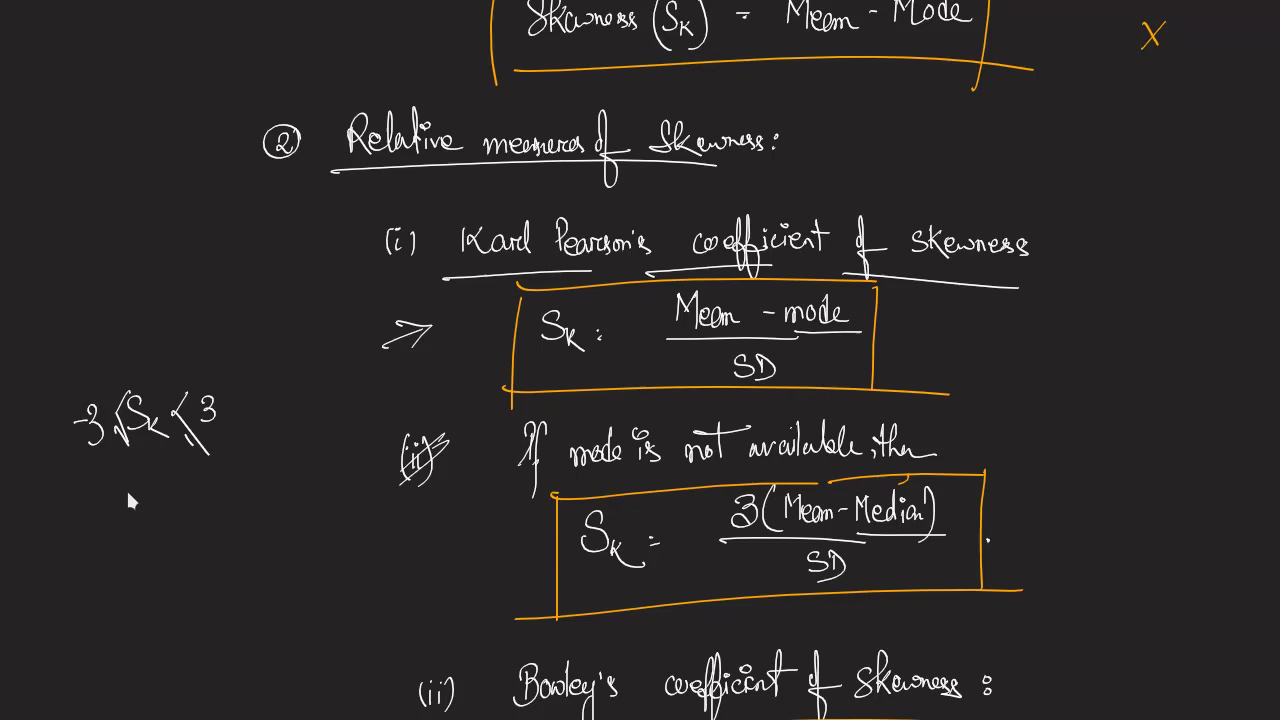 Skewness (SK) = Mean - Mode
X
② Relative measures of Skewness:
(i) Karl Pearson's coefficient of skewness
SK: Mean - mode
SD
-3 ≤ SK ≤ 3
(ii) If mode is not available, then
SK = 3(Mean-Median)
SD
(ii) Bowley's coefficient of Skewness: